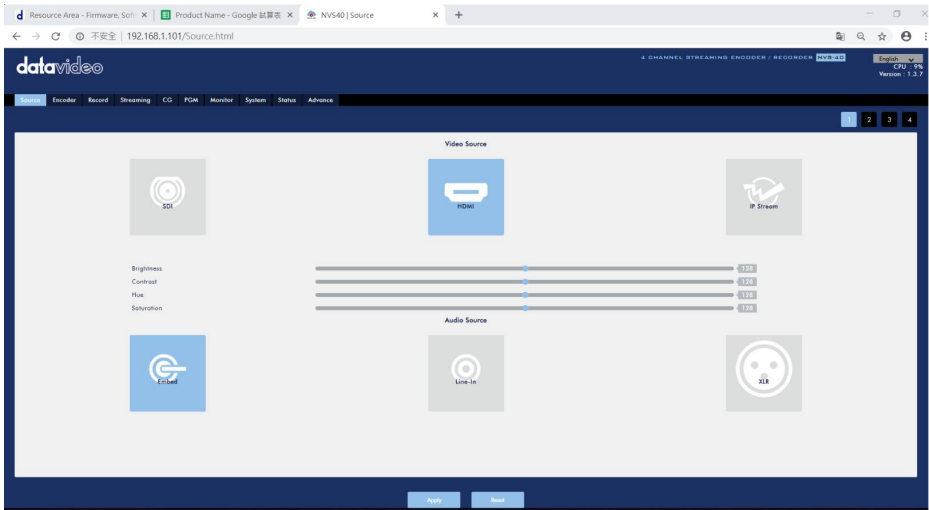 Resource Area - Firmware, Soft
Product Name - Google 試算表
NVS40 | Source
不安全 | 192.168.1.101/Source.html
datavideo
4 CHANNEL STREAMING ENCODER / RECORDER NVS-40
English
CPU : 9%
Version : 1.3.7
Source Encoder Record Streaming CG PGM Monitor System Status Advance
1 2 3 4
Video Source
SDI HDMI IP Stream
Brightness 128
Contrast 128
Hue 128
Saturation 128
Audio Source
Embed Line-In XLR
Apply Reset